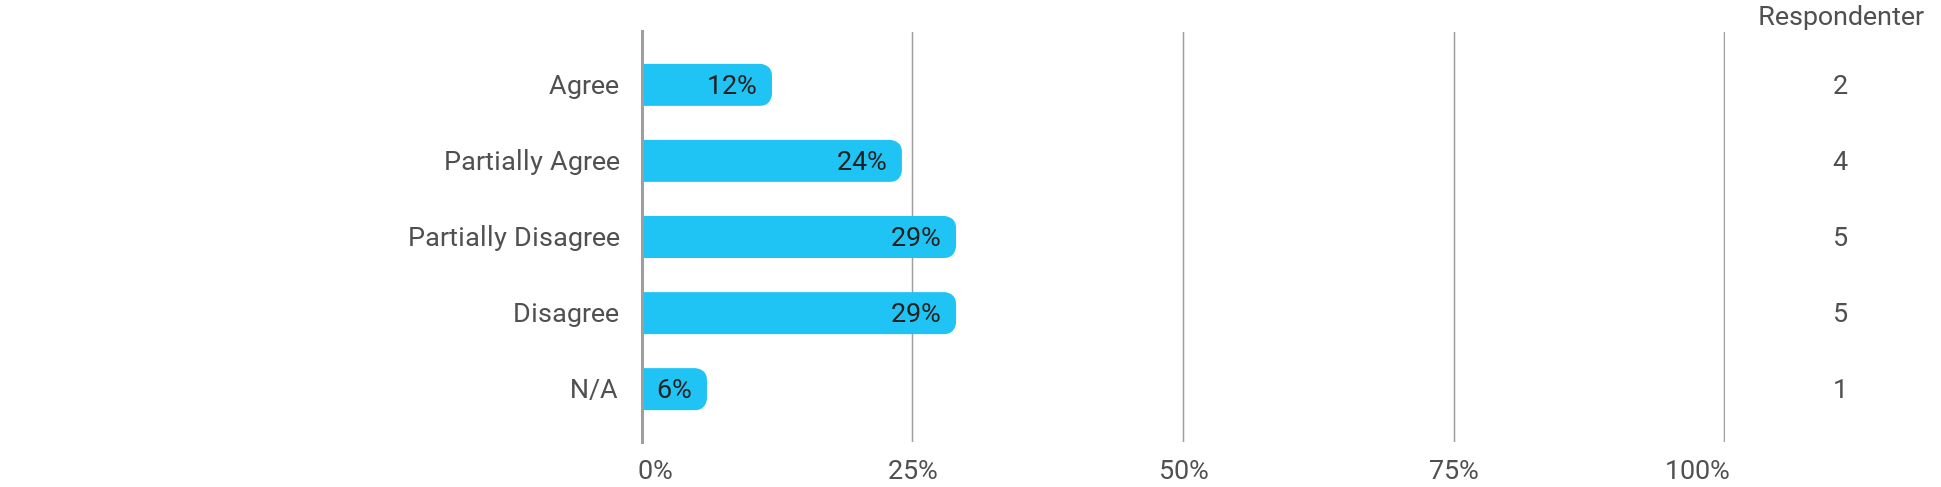 Respondenter
Agree 12% 2
Partially Agree 24% 4
Partially Disagree 29% 5
Disagree 29% 5
N/A 6% 1
0% 25% 50% 75% 100%